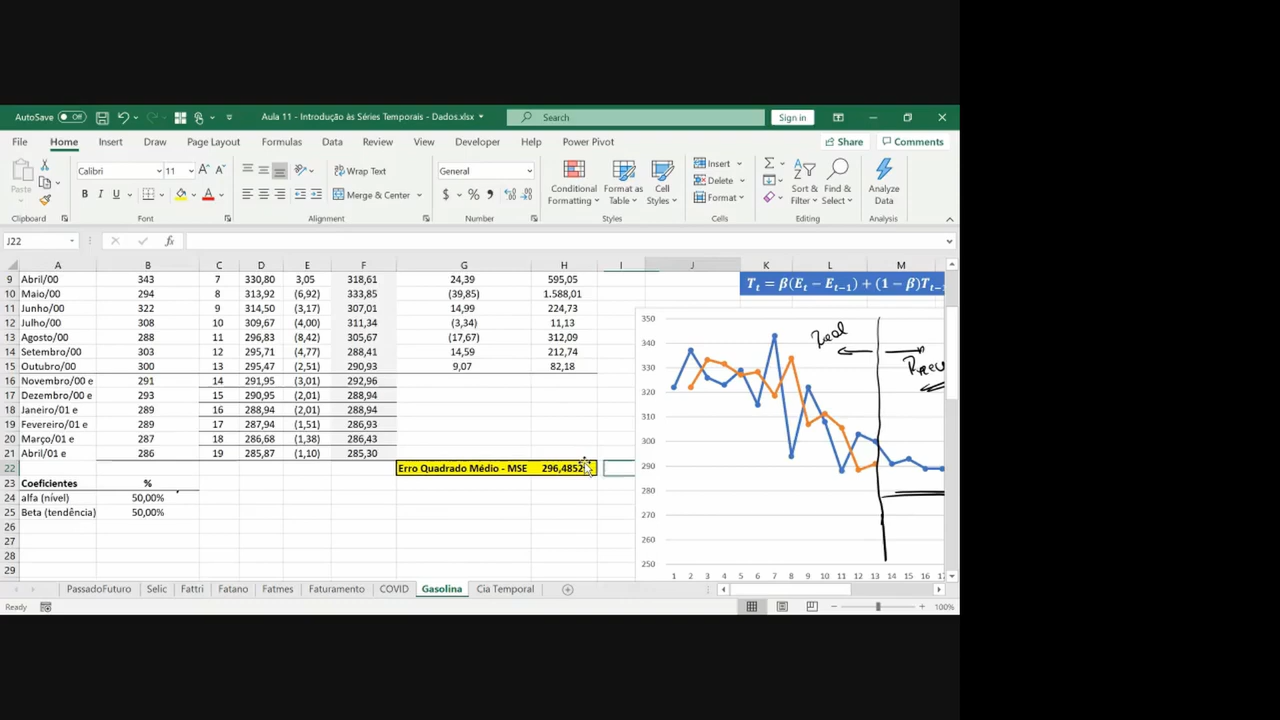 AutoSave Off Aula 11 - Introdução às Séries Temporais - Dados.xlsx Search Sign in
File Home Insert Draw Page Layout Formulas Data Review View Developer Help Power Pivot Share Comments
Paste Calibri 11 A A Wrap Text General Conditional Formatting Format as Table Cell Styles Insert Delete Format Sort & Filter Find & Select Analyze Data
B I U A Merge & Center $ % 9
Clipboard Font Alignment Number Styles Cells Editing Analysis
J22 fx
A B C D E F G H I J K L M
9 Abril/00 343 7 330,80 3,05 318,61 24,39 595,05
10 Maio/00 294 8 313,92 (6,92) 333,85 (39,85) 1.588,01
11 Junho/00 322 9 314,50 (3,17) 307,01 14,99 224,73
12 Julho/00 308 10 309,67 (4,00) 311,34 (3,34) 11,13
13 Agosto/00 11 296,83 (8,42) 305,67 (17,67) 312,09
14 Setembro/00 303 12 295,71 (4,77) 288,41 14,59 212,74
15 Outubro/00 300 13 295,47 (2,51) 290,93 9,07 82,18
16 Novembro/00 e 291 14 291,95 (3,01) 292,96
17 Dezembro/00 e 293 15 290,95 (2,01) 288,94
18 Janeiro/01 e 289 16 288,94 (2,01) 288,94
19 Fevereiro/01 e 289 17 287,94 (1,51) 286,93
20 Março/01 e 287 18 286,68 (1,38) 286,43
21 Abril/01 e 286 19 285,87 (1,10) 285,30
22 Erro Quadrado Médio - MSE 296,4852
23 Coeficientes %
24 alfa (nível) 50,00%
25 Beta (tendência) 50,00%
26
27
28
29
Tₜ = β(Eₜ − Eₜ₋₁) + (1 − β)Tₜ₋
350
340
330
320
310
300
290
280
270
260
250
1 2 3 4 5 6 7 8 9 10 11 12 13 14 15 16 17
Real
PassadoFuturo Selic Fattri Fatano Fatmes Faturamento COVID Gasolina Cia Temporal
Ready 100%